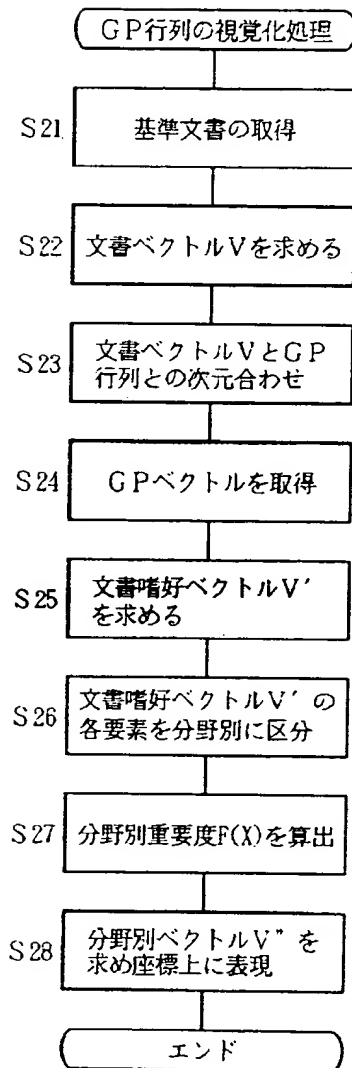 GP行列の視覚化処理
S21
基準文書の取得
S22
文書ベクトルVを求める
S23
文書ベクトルVとGP
行列との次元合わせ
S24
GPベクトルを取得
S25
文書嗜好ベクトルV'
を求める
S26
文書嗜好ベクトルV'の
各要素を分野別に区分
S27
分野別重要度F(X)を算出
S28
分野別ベクトルV"を
求め座標上に表現
エンド